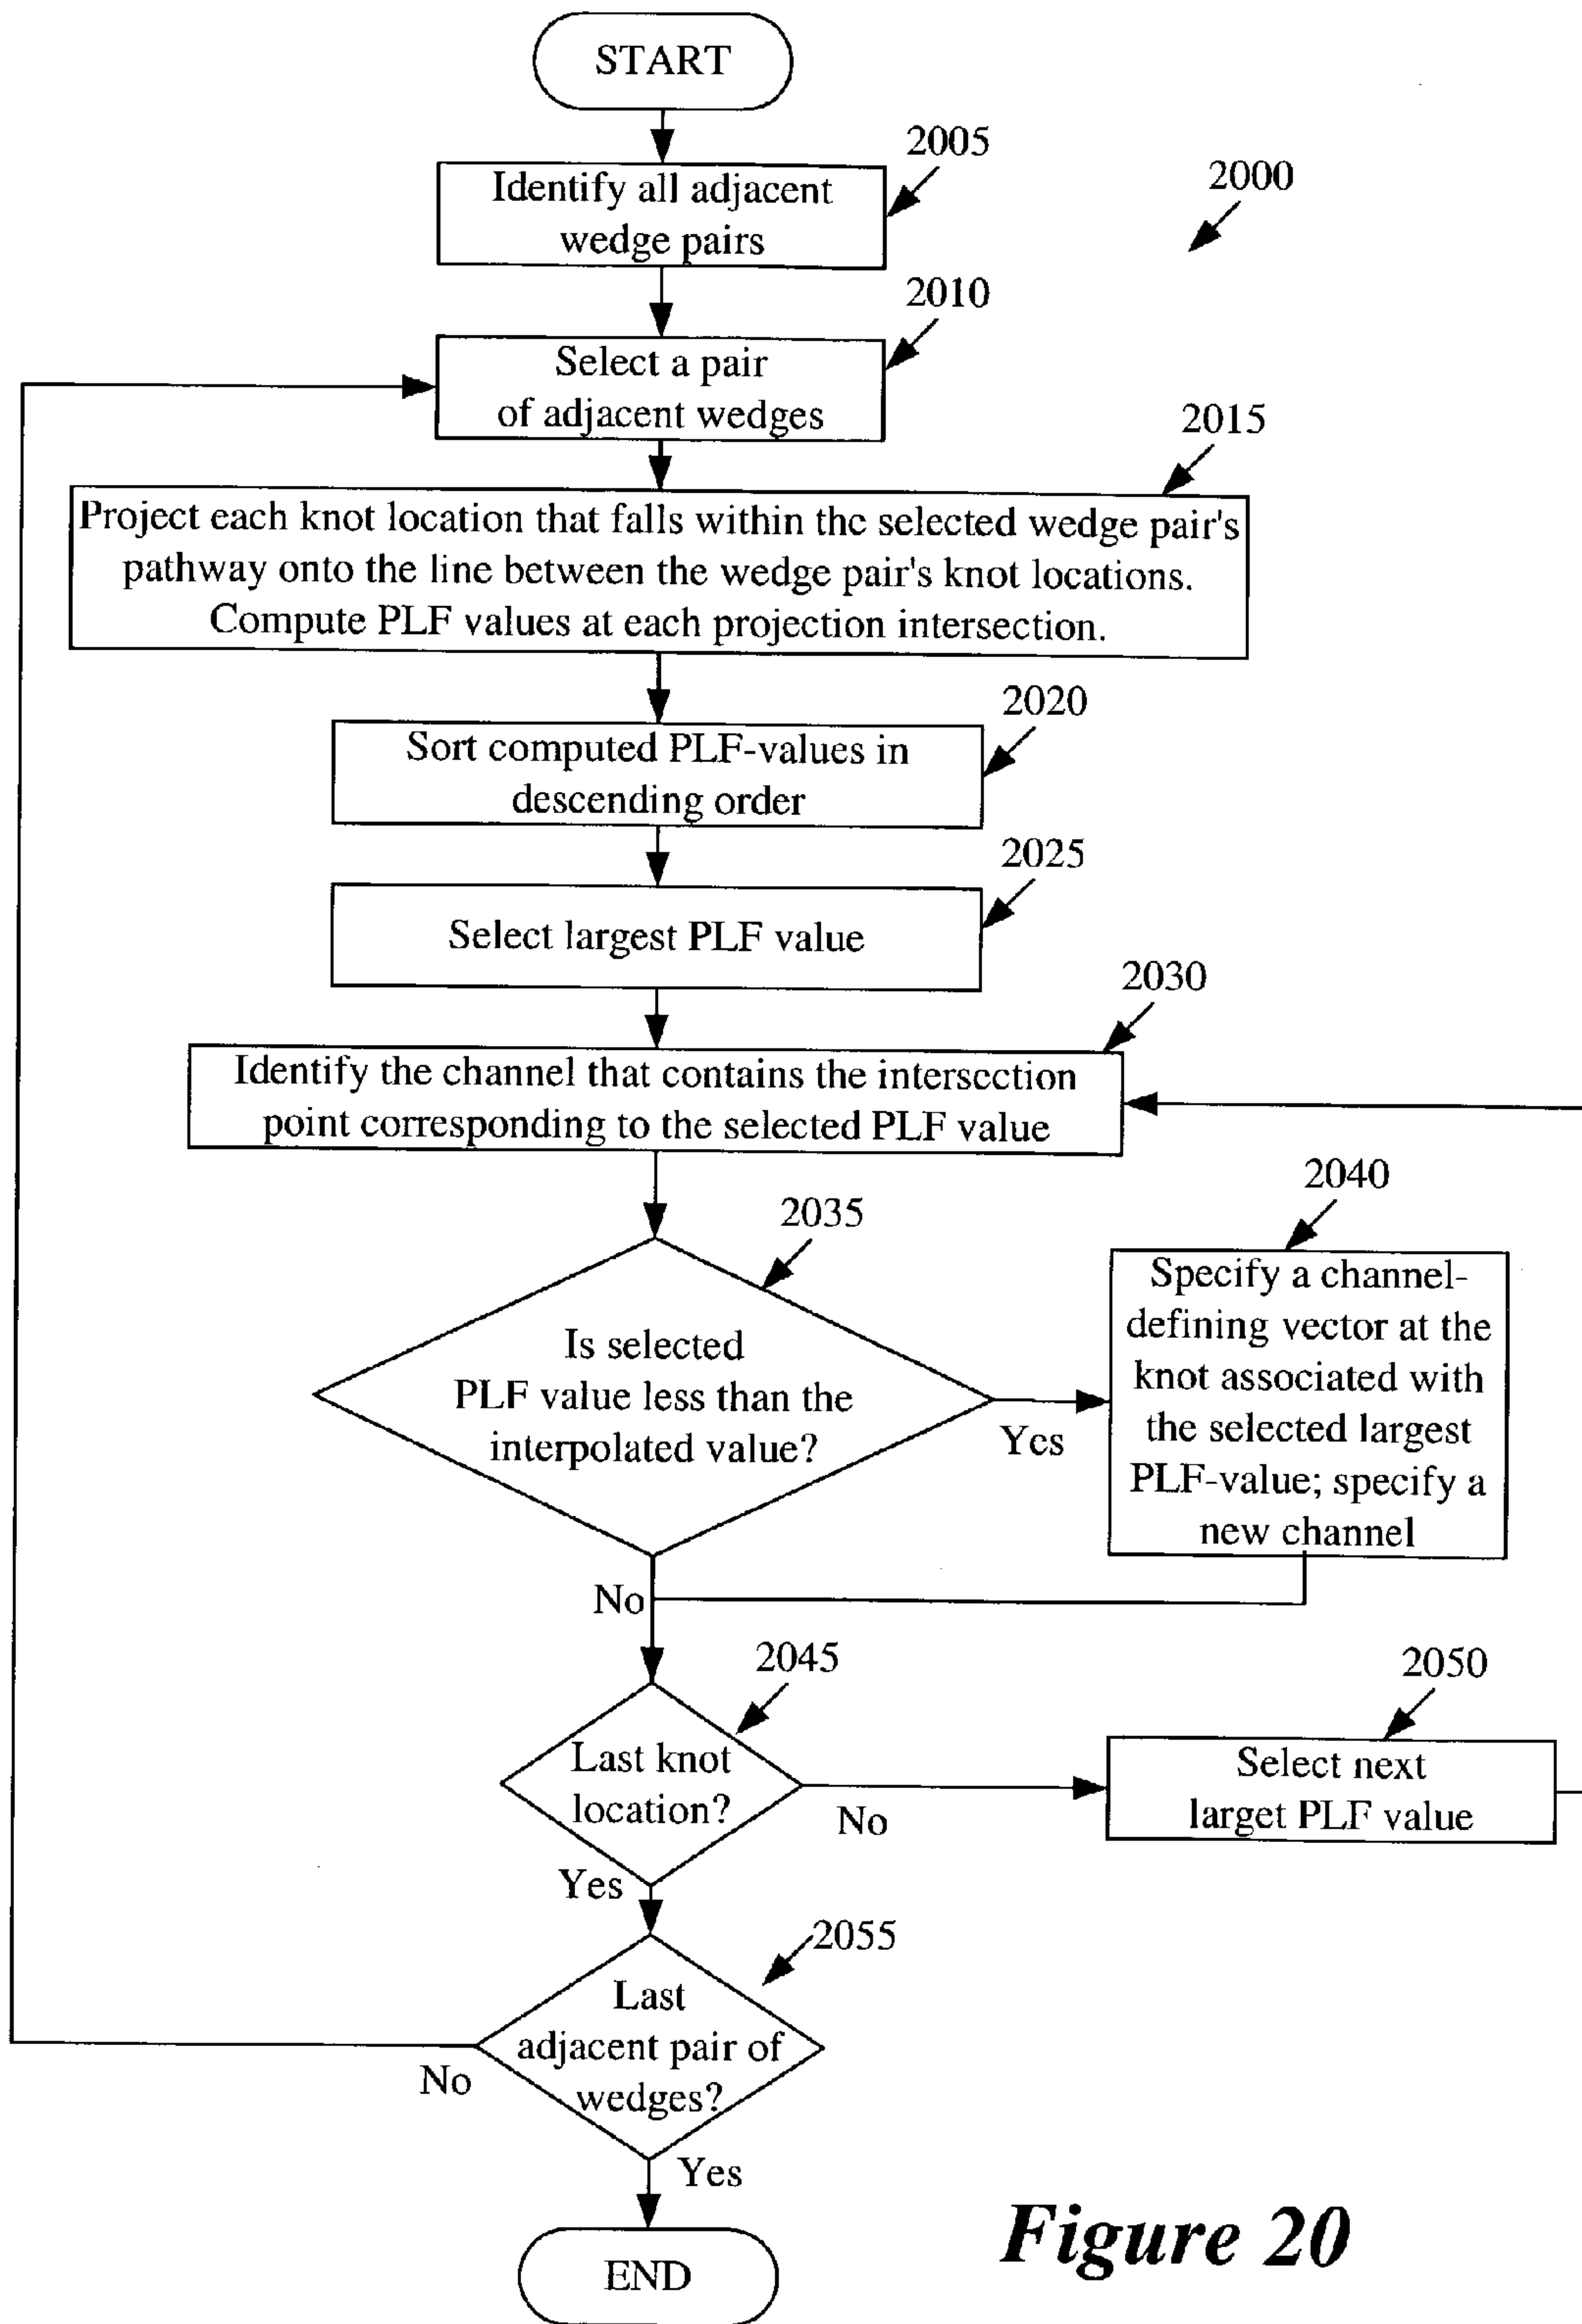 START
2005
Identify all adjacent
wedge pairs
2000
2010
Select a pair
of adjacent wedges
2015
Project each knot location that falls within the selected wedge pair's
pathway onto the line between the wedge pair's knot locations.
Compute PLF values at each projection intersection.
2020
Sort computed PLF-values in
descending order
2025
Select largest PLF value
2030
Identify the channel that contains the intersection
point corresponding to the selected PLF value
2035
Is selected
PLF value less than the
interpolated value?
Yes
2040
Specify a channel-
defining vector at the
knot associated with
the selected largest
PLF-value; specify a
new channel
No
2045
Last knot
location?
No
2050
Select next
larget PLF value
Yes
2055
Last
adjacent pair of
wedges?
No
Yes
END
Figure 20